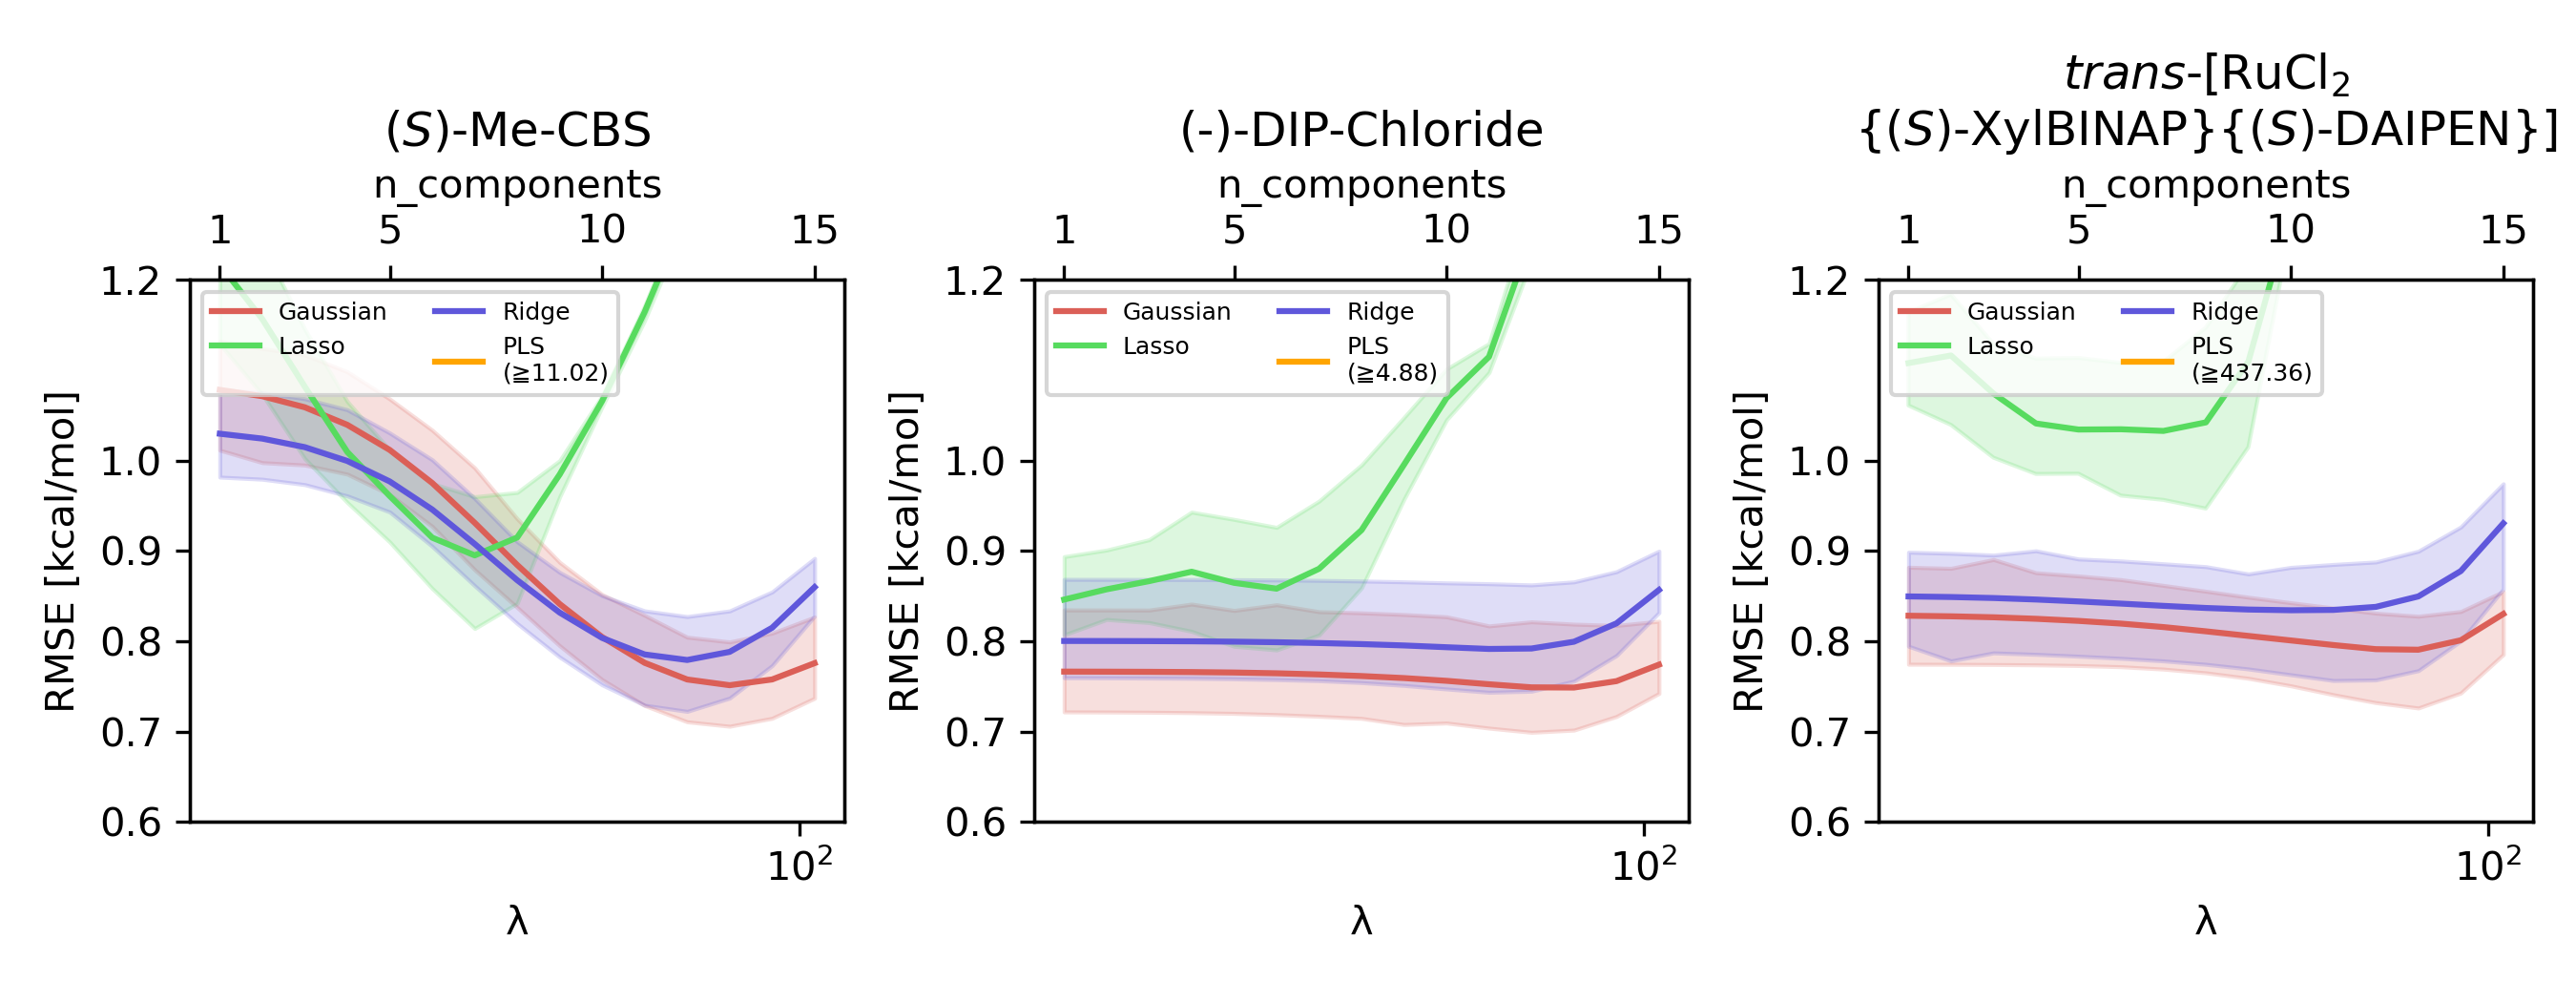 (S)-Me-CBS
n_components
1 5 10 15
1.2
1.0
0.9
0.8
0.7
0.6
RMSE [kcal/mol]
Gaussian
Lasso
Ridge
PLS
(≧11.02)
10²
λ
(-)-DIP-Chloride
n_components
1 5 10 15
1.2
1.0
0.9
0.8
0.7
0.6
RMSE [kcal/mol]
Gaussian
Lasso
Ridge
PLS
(≧4.88)
10²
λ
trans-[RuCl₂
{(S)-XylBINAP}{(S)-DAIPEN}]
n_components
1 5 10 15
1.2
1.0
0.9
0.8
0.7
0.6
RMSE [kcal/mol]
Gaussian
Lasso
Ridge
PLS
(≧437.36)
10²
λ